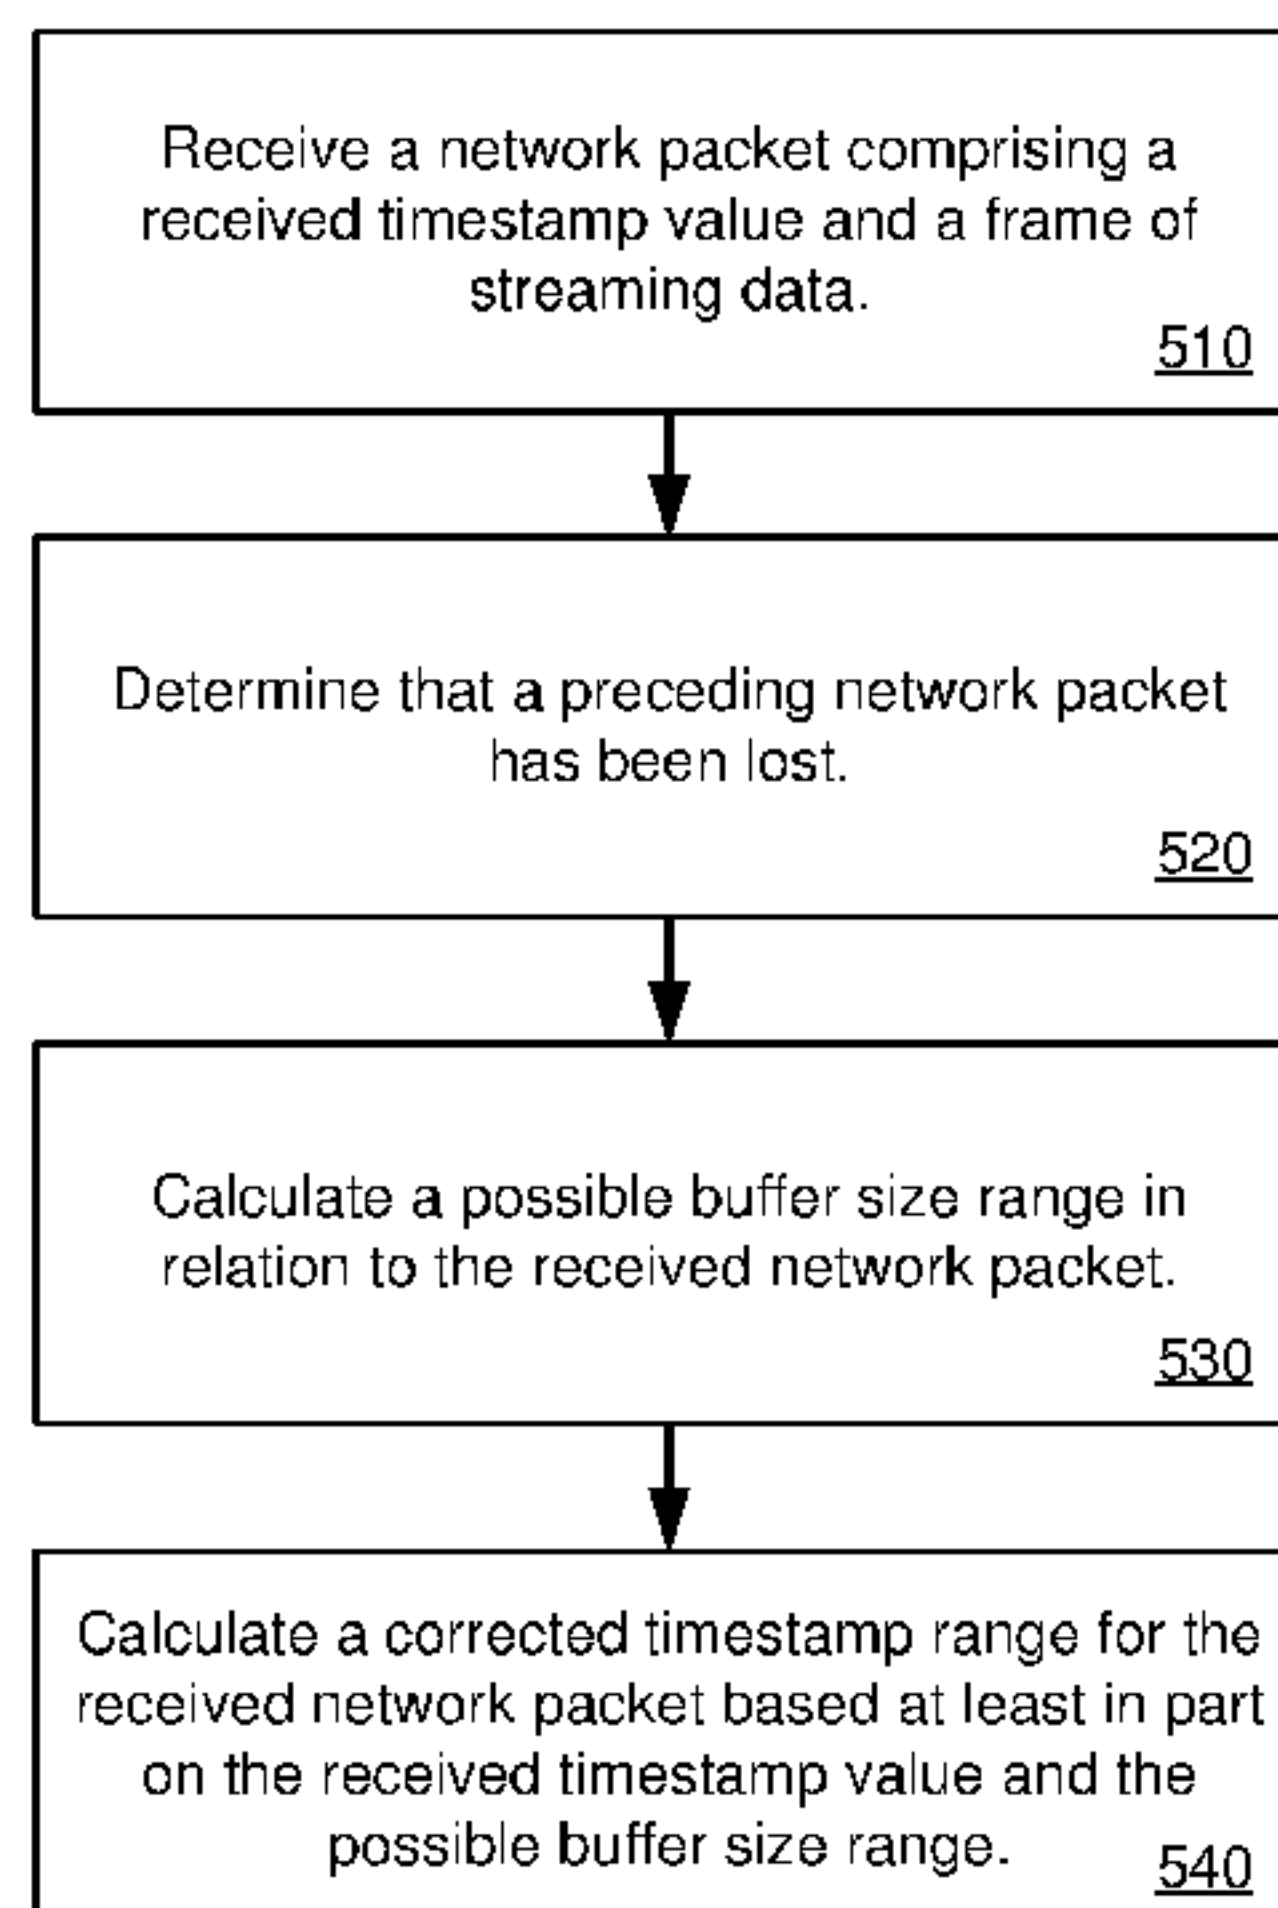 Receive a network packet comprising a
received timestamp value and a frame of
streaming data.
510
Determine that a preceding network packet
has been lost.
520
Calculate a possible buffer size range in
relation to the received network packet.
530
Calculate a corrected timestamp range for the
received network packet based at least in part
on the received timestamp value and the
possible buffer size range.
540